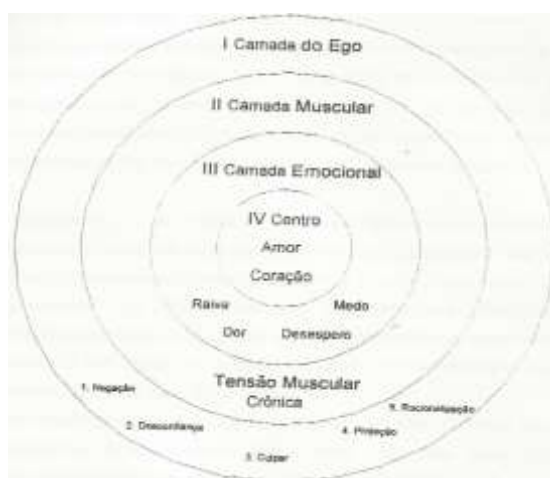 I Camada do Ego
II Camada Muscular
III Camada Emocional
IV Centro
Amor
Coração
Raiva Medo
Dor Desespero
Tensão Muscular
Crônica
1. Negação
2. Desconfiança
3. Culpar
4. Projeção
5. Racionalização